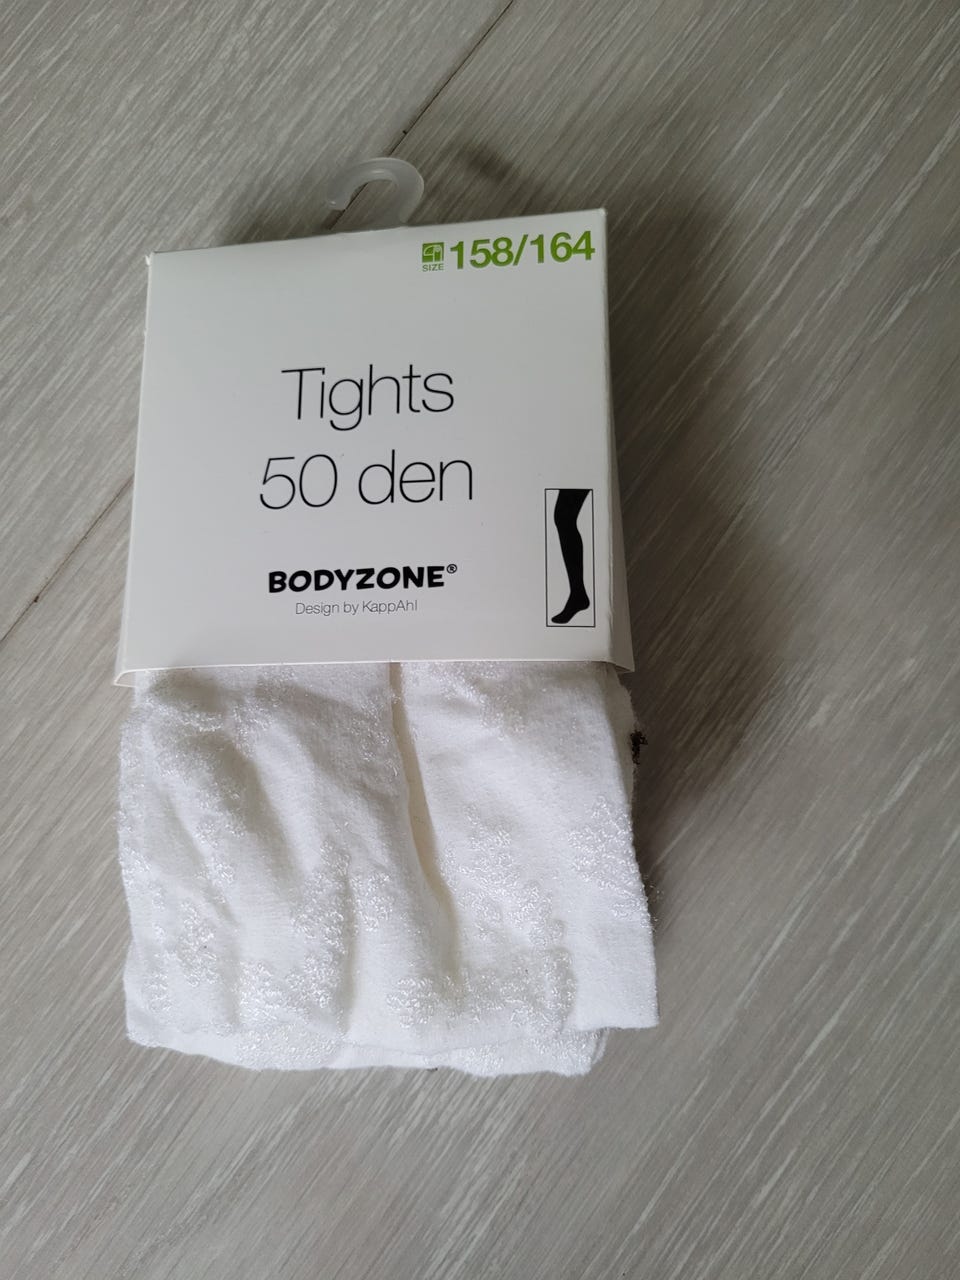 SIZE 158/164
Tights
50 den
BODYZONE®
Design by KappAhl